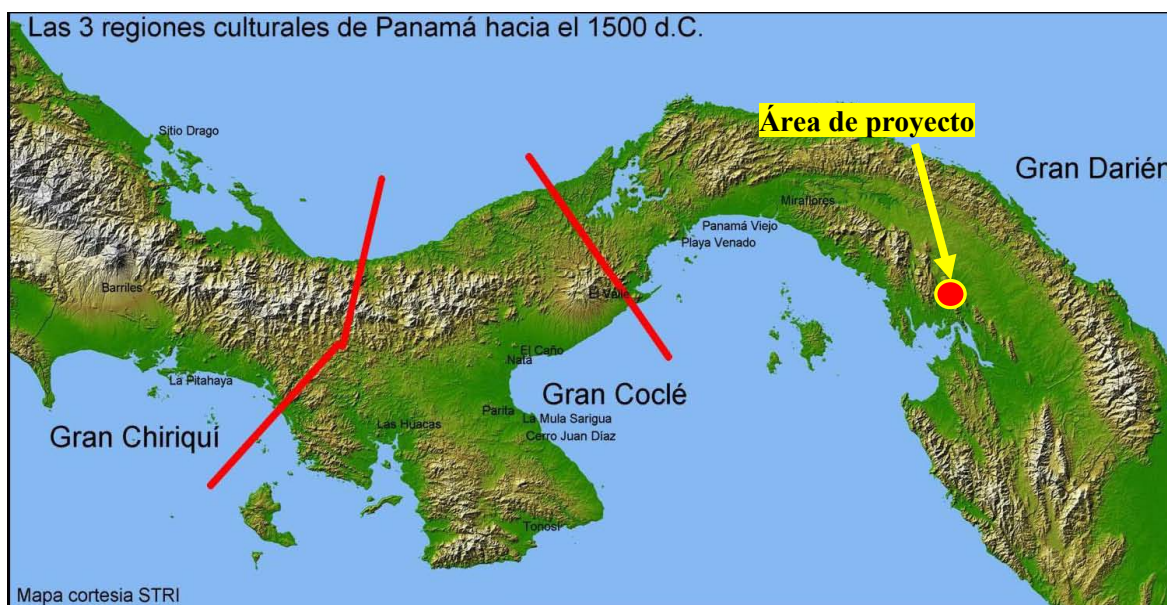 Las 3 regiones culturales de Panamá hacia el 1500 d.C.
Área de proyecto
Sitio Drago
Gran Darién
Miraflores
Panamá Viejo
Playa Venado
Barriles
El Valle
El Caño
Natá
La Pitahaya
Gran Coclé
Parita
La Mula Sarigua
Las Huacas
Cerro Juan Díaz
Gran Chiriquí
Tonosí
Mapa cortesia STRI